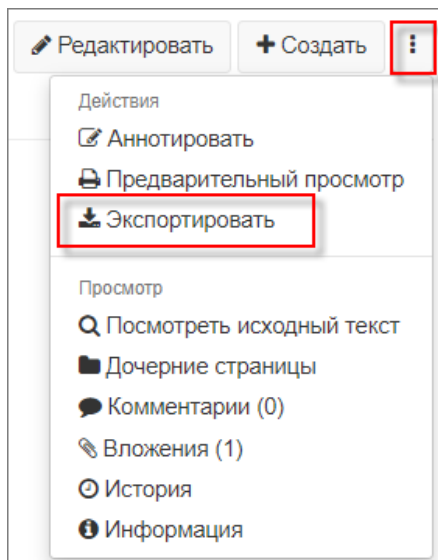 Редактировать Создать
Действия
Аннотировать
Предварительный просмотр
Экспортировать
Просмотр
Посмотреть исходный текст
Дочерние страницы
Комментарии (0)
Вложения (1)
История
Информация